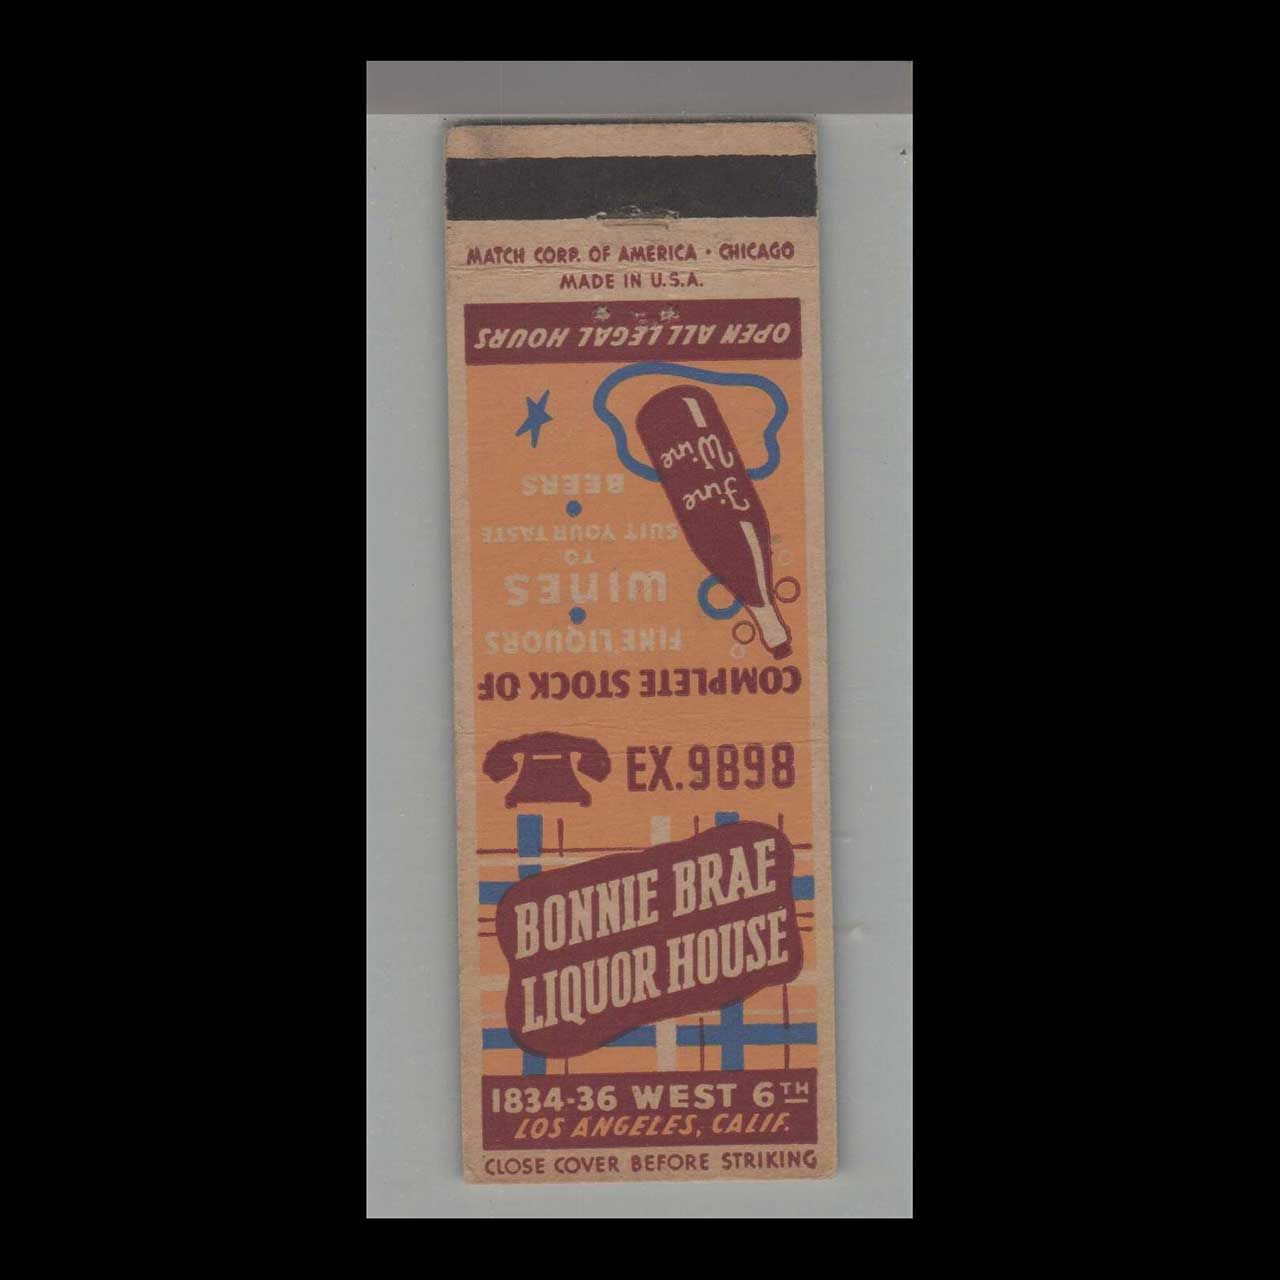 MATCH CORP. OF AMERICA • CHICAGO
MADE IN U.S.A.
OPEN ALL LEGAL HOURS
Fine
Wine
COMPLETE STOCK OF
FINE LIQUORS
WINES
TO
SUIT YOUR TASTE
BEERS
EX. 9898
BONNIE BRAE
LIQUOR HOUSE
1834-36 WEST 6TH
LOS ANGELES, CALIF.
CLOSE COVER BEFORE STRIKING